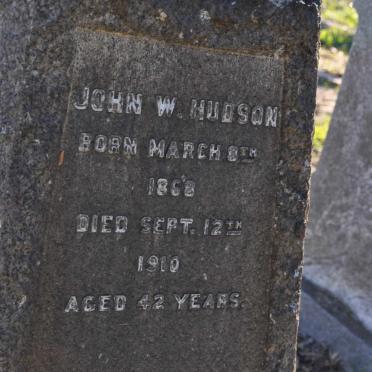 JOHN W. HUDSON
BORN MARCH 8TH
1868
DIED SEPT. 12TH
1910
AGED 42 YEARS.